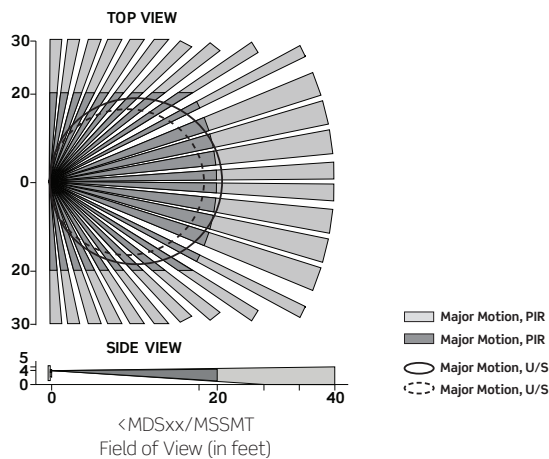 TOP VIEW
30
20
0
20
30
SIDE VIEW
5
4
0
0
20
40
<MDSxx/MSSMT
Field of View (in feet)
Major Motion, PIR
Major Motion, PIR
Major Motion, U/S
Major Motion, U/S